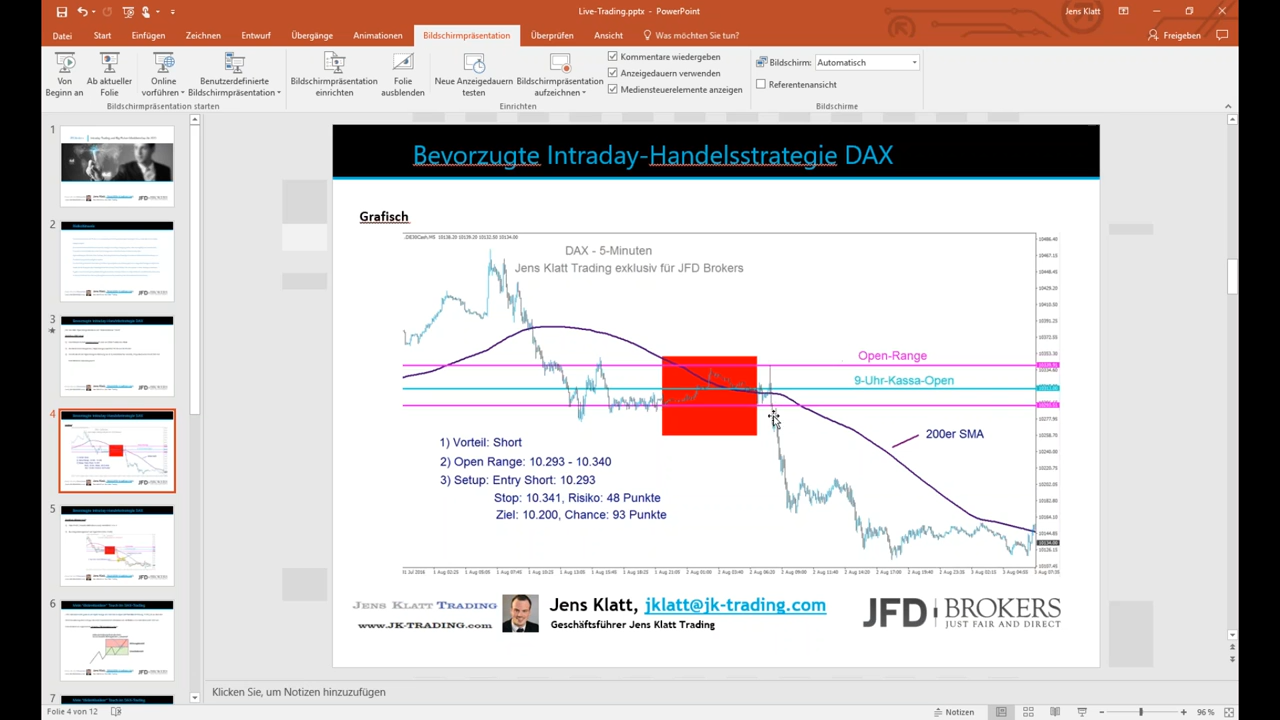 Live-Trading.pptx - PowerPoint
Jens Klatt
Datei Start Einfügen Zeichnen Entwurf Übergänge Animationen Bildschirmpräsentation Überprüfen Ansicht Was möchten Sie tun? Freigeben
Von Beginn an
Ab aktueller Folie
Online vorführen
Benutzerdefinierte Bildschirmpräsentation
Bildschirmpräsentation starten
Bildschirmpräsentation einrichten
Folie ausblenden
Neue Anzeigedauern testen
Bildschirmpräsentation aufzeichnen
Kommentare wiedergeben
Anzeigedauern verwenden
Mediensteuerelemente anzeigen
Einrichten
Bildschirm: Automatisch
Referentenansicht
Bildschirme
1
2
3
4
5
6
7
Bevorzugte Intraday-Handelsstrategie DAX
Grafisch
DAX - 5-Minuten
Jens Klatt Trading exklusiv für JFD Brokers
Open-Range
9-Uhr-Kassa-Open
200er SMA
1) Vorteil: Short
2) Open Range: 10.293 - 10.340
3) Setup: Entry Short: 10.293
Stop: 10.341, Risiko: 48 Punkte
Ziel: 10.200, Chance: 93 Punkte
Jens Klatt Trading
www.JK-Trading.com
Jens Klatt, jklatt@jk-trading.com
Geschäftsführer Jens Klatt Trading
JFD BROKERS
JUST FAIR AND DIRECT
Klicken Sie, um Notizen hinzuzufügen
Folie 4 von 12
Notizen
96 %